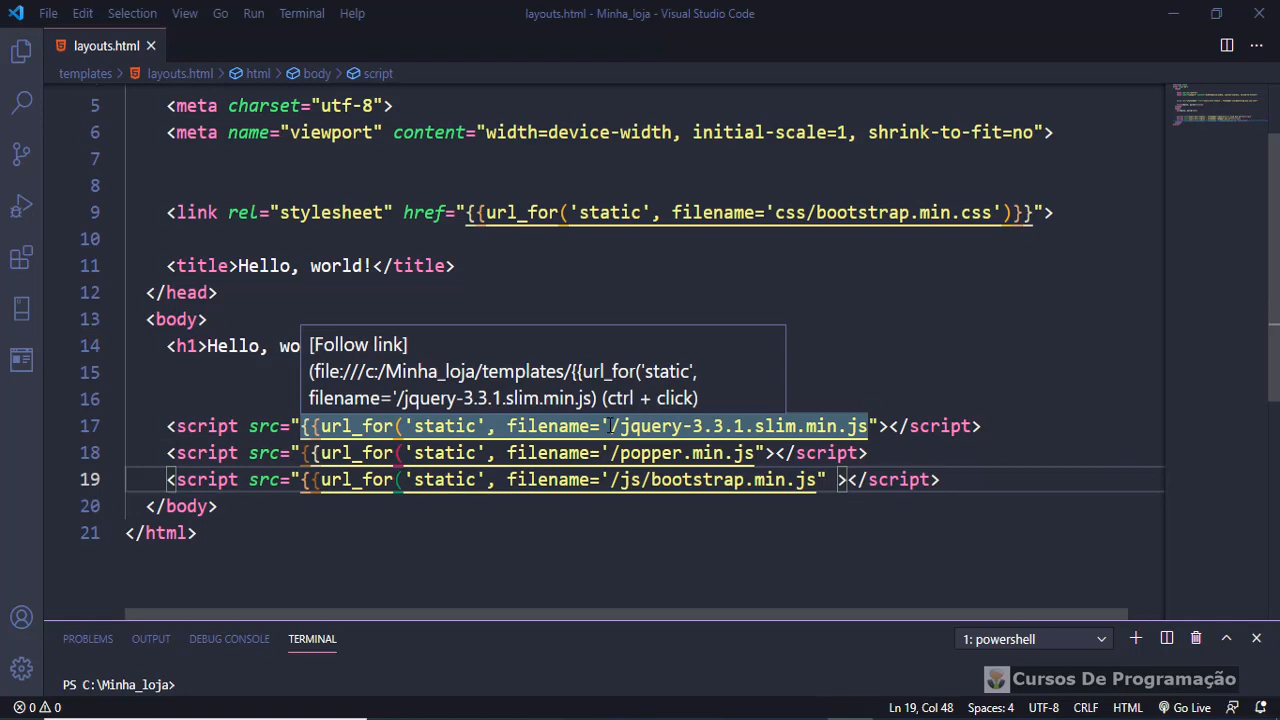 File Edit Selection View Go Run Terminal Help layouts.html - Minha_loja - Visual Studio Code
layouts.html
templates > layouts.html > html > body > script
5 <meta charset="utf-8">
6 <meta name="viewport" content="width=device-width, initial-scale=1, shrink-to-fit=no">
7
8
9 <link rel="stylesheet" href="{{url_for('static', filename='css/bootstrap.min.css')}}">
10
11 <title>Hello, world!</title>
12 </head>
13 <body>
14 <h1>Hello, wo
[Follow link]
15 (file:///c:/Minha_loja/templates/{{url_for('static',
16 filename='/jquery-3.3.1.slim.min.js) (ctrl + click)
17 <script src="{{url_for('static', filename='/jquery-3.3.1.slim.min.js"></script>
18 <script src="{{url_for('static', filename='/popper.min.js"></script>
19 <script src="{{url_for('static', filename='/js/bootstrap.min.js" ></script>
20 </body>
21 </html>
PROBLEMS OUTPUT DEBUG CONSOLE TERMINAL 1: powershell
PS C:\Minha_loja>
Cursos De Programação
0 0 Ln 19, Col 48 Spaces: 4 UTF-8 CRLF HTML Go Live